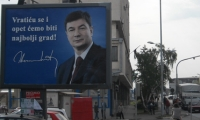 Vratiću se i
opet ćemo biti
najbolji grad!